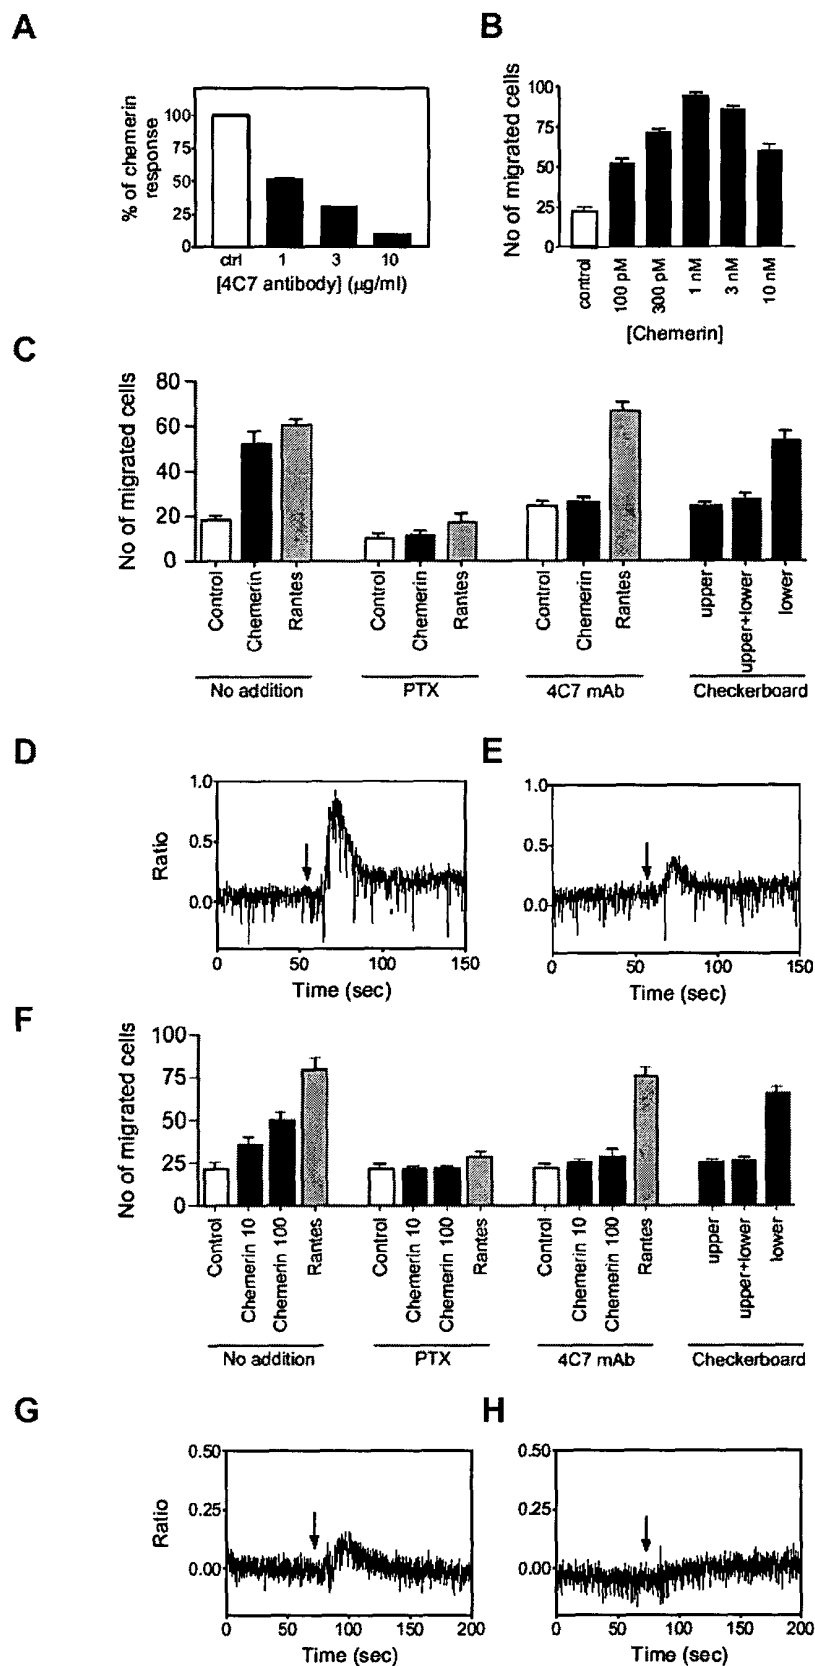 A
B
% of chemerin
response
100
75
50
25
0
ctrl 1 3 10
[4C7 antibody] (µg/ml)
No of migrated cells
100
75
50
25
0
control
100 pM
300 pM
1 nM
3 nM
10 nM
[Chemerin]
C
No of migrated cells
80
60
40
20
0
Control
Chemerin
Rantes
Control
Chemerin
Rantes
Control
Chemerin
Rantes
upper
upper+lower
lower
No addition PTX 4C7 mAb Checkerboard
D
E
Ratio
1.0
0.5
0.0
0 50 100 150
Time (sec)
1.0
0.5
0.0
0 50 100 150
Time (sec)
F
No of migrated cells
100
75
50
25
0
Control
Chemerin 10
Chemerin 100
Rantes
Control
Chemerin 10
Chemerin 100
Rantes
Control
Chemerin 10
Chemerin 100
Rantes
upper
upper+lower
lower
No addition PTX 4C7 mAb Checkerboard
G
H
Ratio
0.50
0.25
0.00
0 50 100 150 200
Time (sec)
0.50
0.25
0.00
0 50 100 150 200
Time (sec)